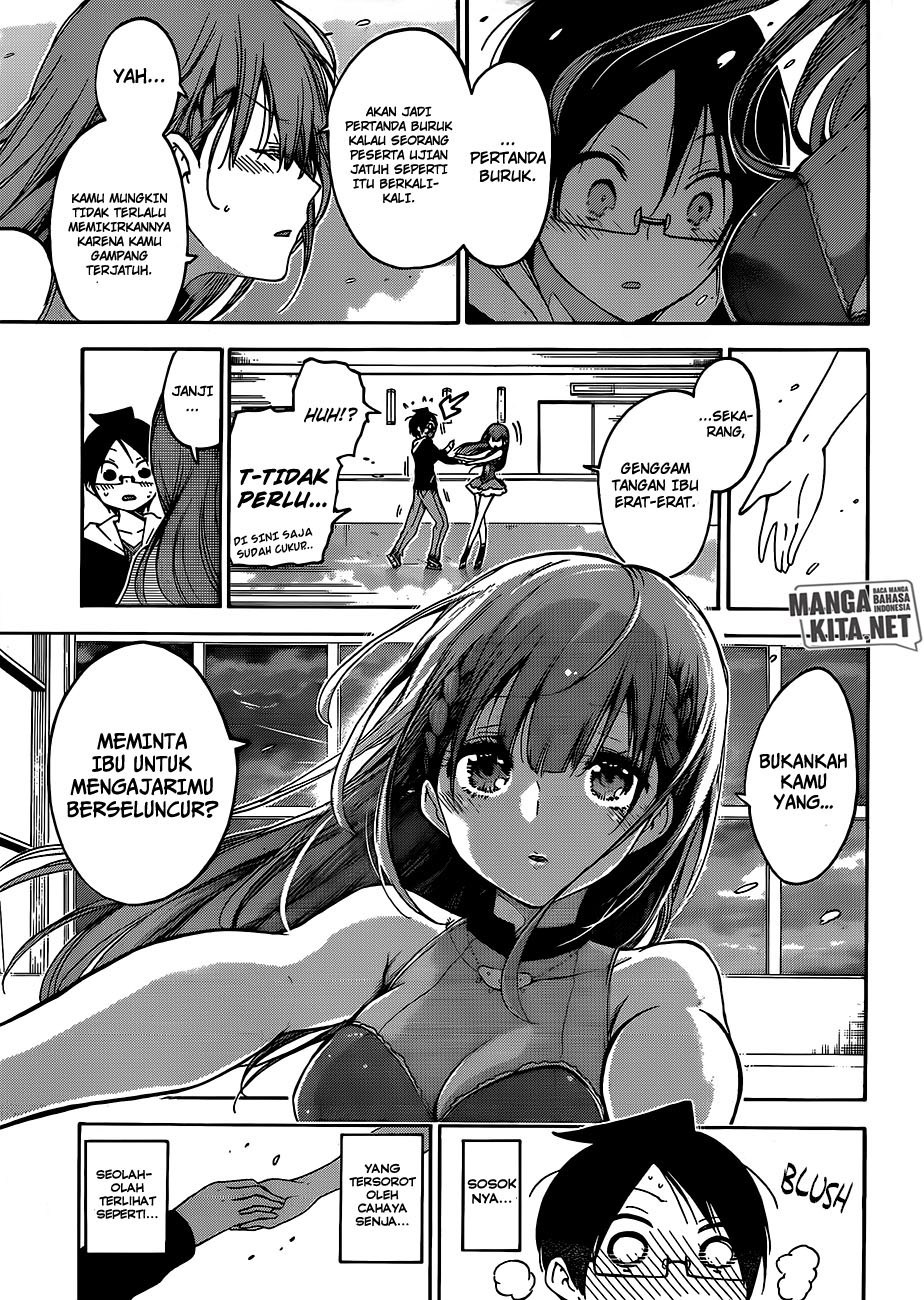 ...
PERTANDA
BURUK.
AKAN JADI
PERTANDA BURUK
KALAU SEORANG
PESERTA UJIAN
JATUH SEPERTI
ITU BERKALI-
KALI.
YAH...
KAMU MUNGKIN
TIDAK TERLALU
MEMIKIRKANNYA
KARENA KAMU
GAMPANG
TERJATUH.
...SEKA-
RANG,
GENGGAM
TANGAN IBU
ERAT-ERAT.
HUH!?
T-TIDAK
PERLU...
DI SINI SAJA
SUDAH CUKUR..
JANJI
...
MANGA
KITA.NET
BACA MANGA
BAHASA
INDONESIA
BUKANKAH
KAMU
YANG...
MEMINTA
IBU UNTUK
MENGAJARIMU
BERSELUNCUR?
BLUSH
SOSOK
NYA...
YANG
TERSOROT
OLEH
CAHAYA
SENJA...
SEOLAH-
OLAH
TERLIHAT
SEPERTI...